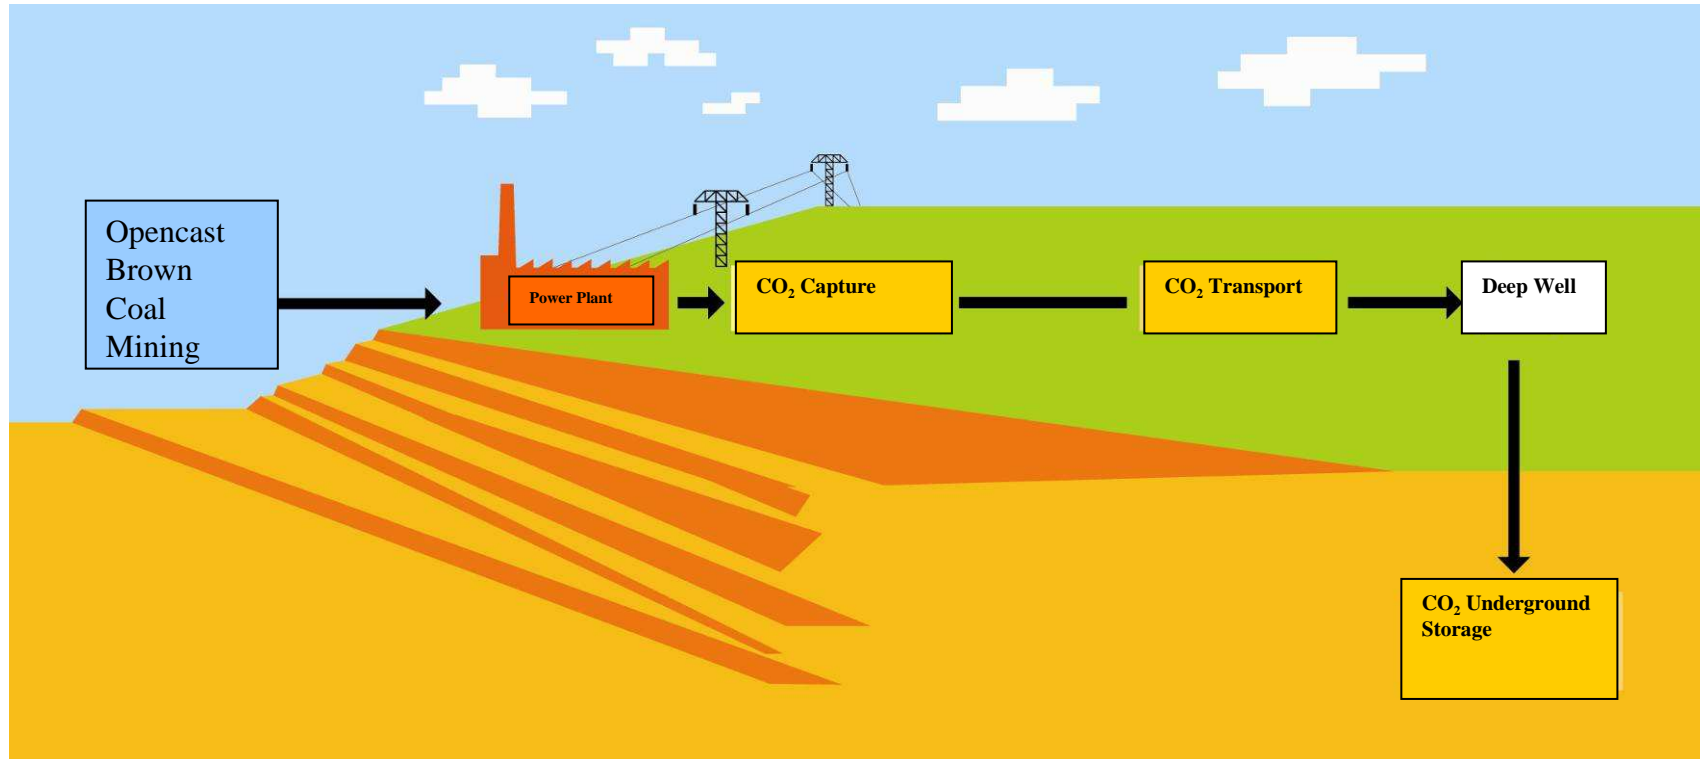 Opencast
Brown
Coal
Mining
Power Plant
CO₂ Capture
CO₂ Transport
Deep Well
CO₂ Underground
Storage